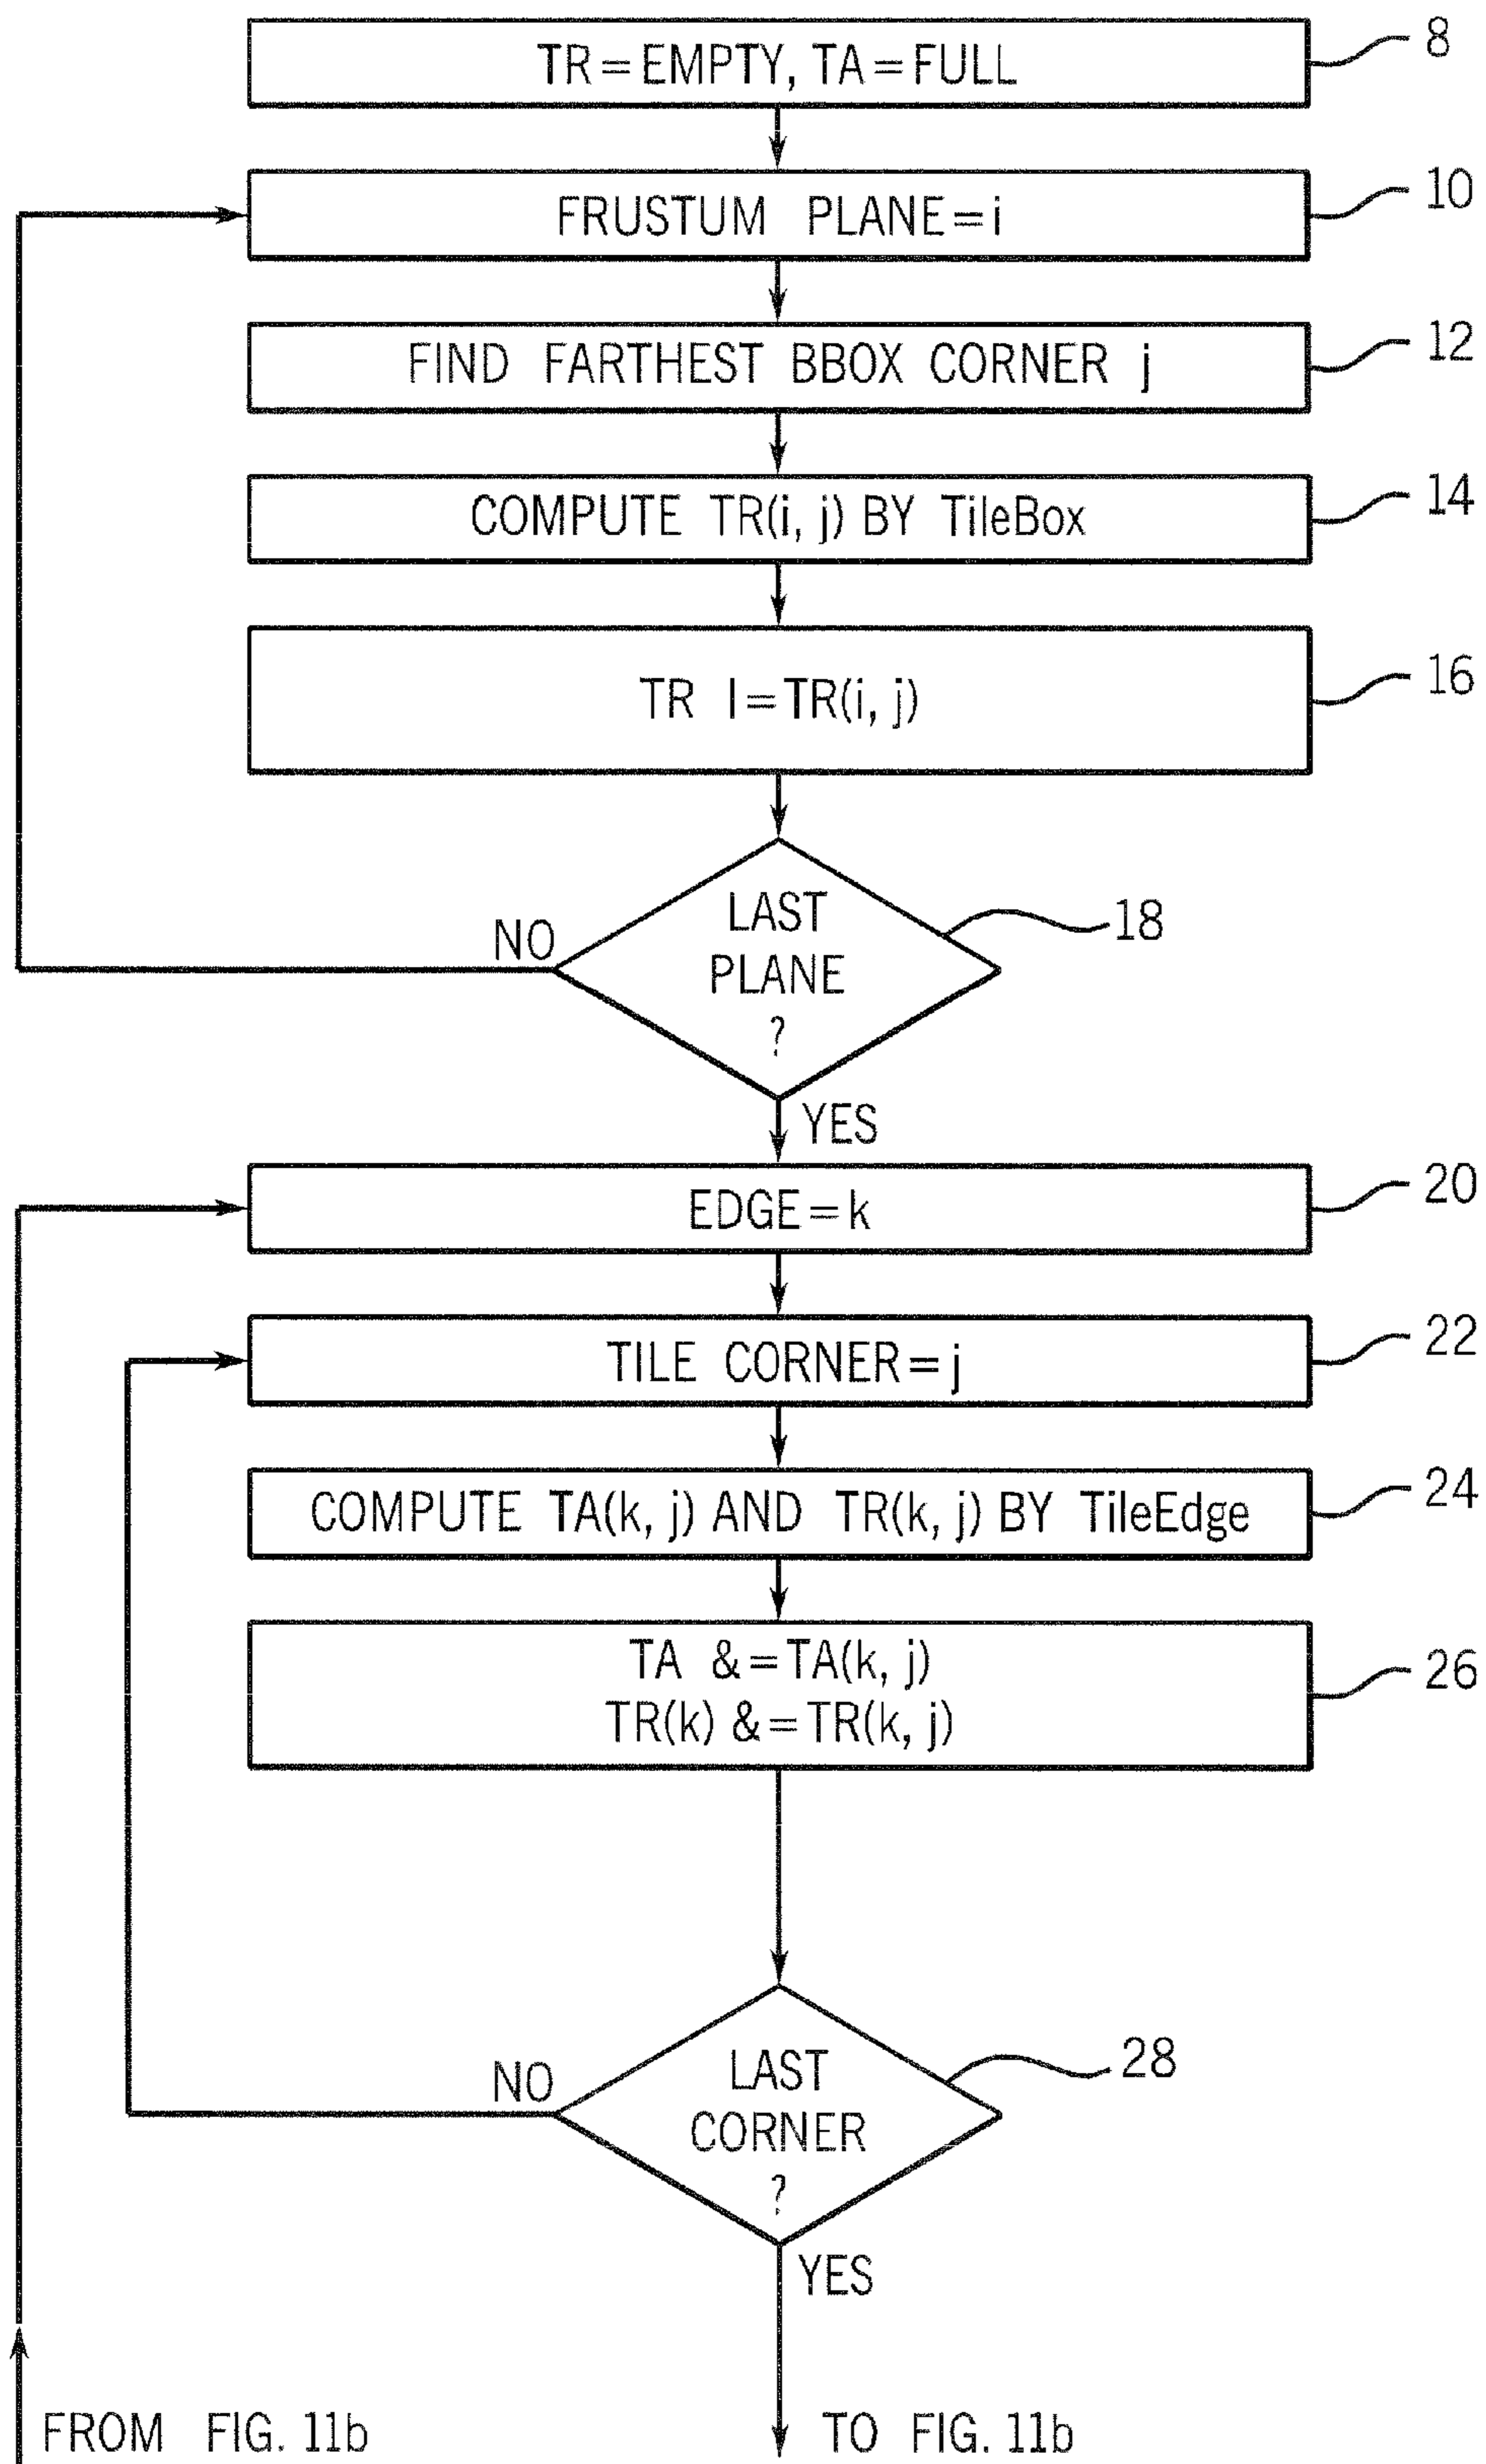 TR=EMPTY, TA=FULL
8
FRUSTUM PLANE=i
10
FIND FARTHEST BBOX CORNER j
12
COMPUTE TR(i, j) BY TileBox
14
TR I=TR(i, j)
16
LAST
PLANE
?
18
NO
YES
EDGE=k
20
TILE CORNER=j
22
COMPUTE TA(k, j) AND TR(k, j) BY TileEdge
24
TA &=TA(k, j)
TR(k) &=TR(k, j)
26
LAST
CORNER
?
28
NO
YES
FROM FIG. 11b
TO FIG. 11b